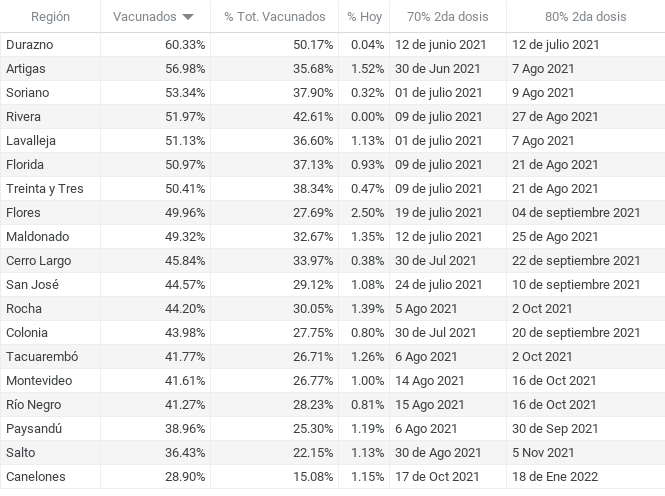 Región Vacunados % Tot. Vacunados % Hoy 70% 2da dosis 80% 2da dosis
Durazno 60.33% 50.17% 0.04% 12 de junio 2021 12 de julio 2021
Artigas 56.98% 35.68% 1.52% 30 de Jun 2021 7 Ago 2021
Soriano 53.34% 37.90% 0.32% 01 de julio 2021 9 Ago 2021
Rivera 51.97% 42.61% 0.00% 09 de julio 2021 27 de Ago 2021
Lavalleja 51.13% 36.60% 1.13% 01 de julio 2021 7 Ago 2021
Florida 50.97% 37.13% 0.93% 09 de julio 2021 21 de Ago 2021
Treinta y Tres 50.41% 38.34% 0.47% 09 de julio 2021 21 de Ago 2021
Flores 49.96% 27.69% 2.50% 19 de julio 2021 04 de septiembre 2021
Maldonado 49.32% 32.67% 1.35% 12 de julio 2021 25 de Ago 2021
Cerro Largo 45.84% 33.97% 0.38% 30 de Jul 2021 22 de septiembre 2021
San José 44.57% 29.12% 1.08% 24 de julio 2021 10 de septiembre 2021
Rocha 44.20% 30.05% 1.39% 5 Ago 2021 2 Oct 2021
Colonia 43.98% 27.75% 0.80% 30 de Jul 2021 20 de septiembre 2021
Tacuarembó 41.77% 26.71% 1.26% 6 Ago 2021 2 Oct 2021
Montevideo 41.61% 26.77% 1.00% 14 Ago 2021 16 de Oct 2021
Río Negro 41.27% 28.23% 0.81% 15 Ago 2021 16 de Oct 2021
Paysandú 38.96% 25.30% 1.19% 6 Ago 2021 30 de Sep 2021
Salto 36.43% 22.15% 1.13% 30 de Ago 2021 5 Nov 2021
Canelones 28.90% 15.08% 1.15% 17 de Oct 2021 18 de Ene 2022